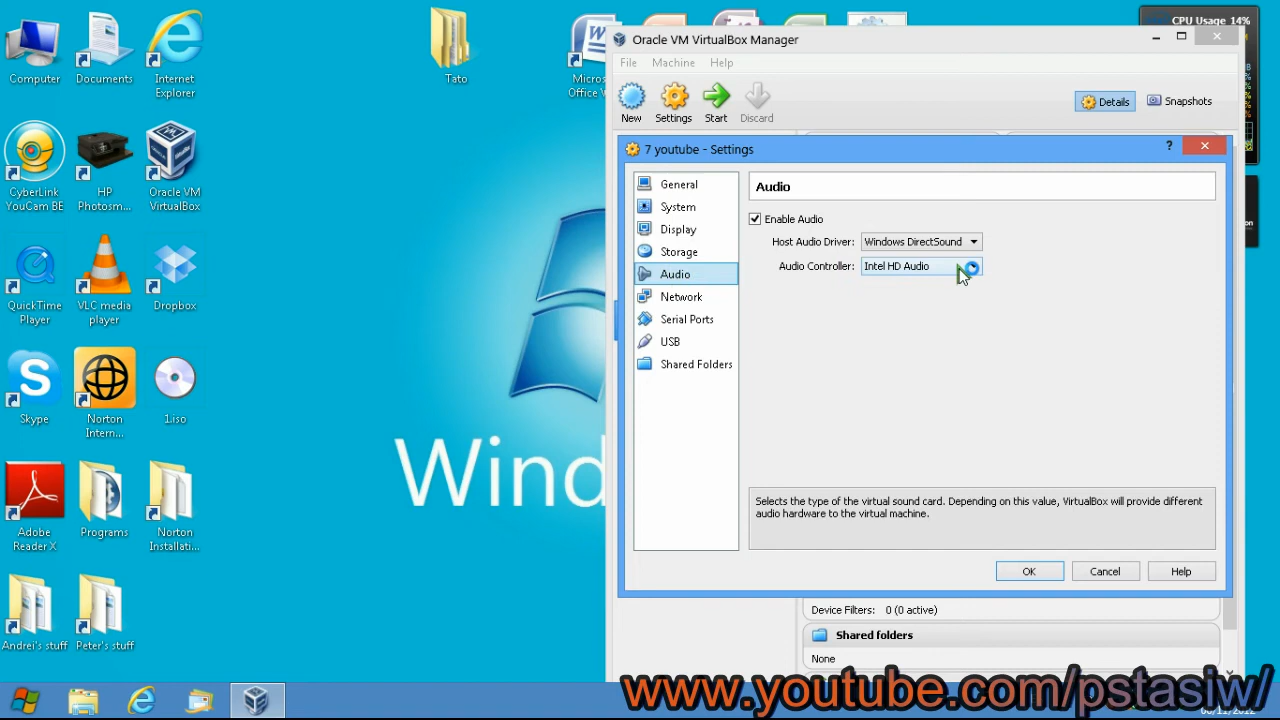 Computer
Documents
Internet
Explorer
Tato
Micros
Office W
CyberLink
YouCam BE
HP
Photosm...
Oracle VM
VirtualBox
QuickTime
Player
VLC media
player
Dropbox
Skype
Norton
Intern...
1.iso
Adobe
Reader X
Programs
Norton
Installati...
Andrei's stuff
Peter's stuff
Wind
CPU Usage 14%
Oracle VM VirtualBox Manager
File Machine Help
New Settings Start Discard
Details Snapshots
7 youtube - Settings
General
System
Display
Storage
Audio
Network
Serial Ports
USB
Shared Folders
Audio
Enable Audio
Host Audio Driver: Windows DirectSound
Audio Controller: Intel HD Audio
Selects the type of the virtual sound card. Depending on this value, VirtualBox will provide different
audio hardware to the virtual machine.
OK Cancel Help
Device Filters: 0 (0 active)
Shared folders
None
www.youtube.com/pstasiw/